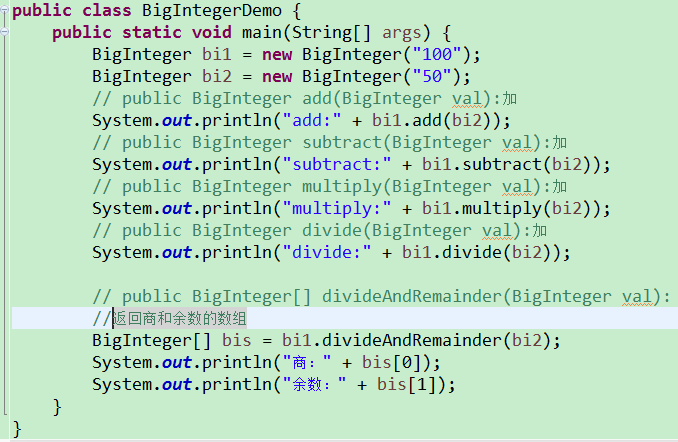 public class BigIntegerDemo {
    public static void main(String[] args) {
        BigInteger bi1 = new BigInteger("100");
        BigInteger bi2 = new BigInteger("50");
        // public BigInteger add(BigInteger val):加
        System.out.println("add:" + bi1.add(bi2));
        // public BigInteger subtract(BigInteger val):加
        System.out.println("subtract:" + bi1.subtract(bi2));
        // public BigInteger multiply(BigInteger val):加
        System.out.println("multiply:" + bi1.multiply(bi2));
        // public BigInteger divide(BigInteger val):加
        System.out.println("divide:" + bi1.divide(bi2));

        // public BigInteger[] divideAndRemainder(BigInteger val):
        //返回商和余数的数组
        BigInteger[] bis = bi1.divideAndRemainder(bi2);
        System.out.println("商：" + bis[0]);
        System.out.println("余数：" + bis[1]);
    }
}